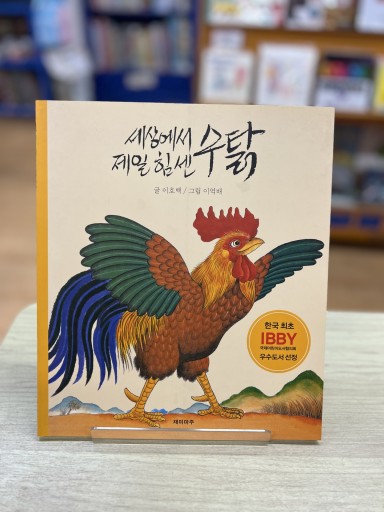 세상에서
제일 힘센 수탉
글 이호백 / 그림 이억배
한국 최초
IBBY
우수도서 선정
재미마주